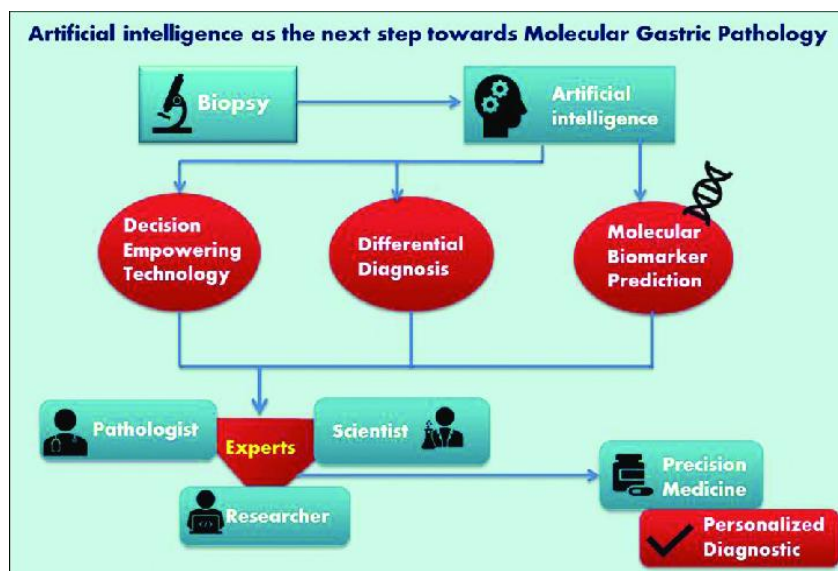 Artificial intelligence as the next step towards Molecular Gastric Pathology
Biopsy
Artificial
intelligence
Decision
Empowering
Technology
Differential
Diagnosis
Molecular
Biomarker
Prediction
Pathologist
Experts
Scientist
Researcher
Precision
Medicine
Personalized
Diagnostic